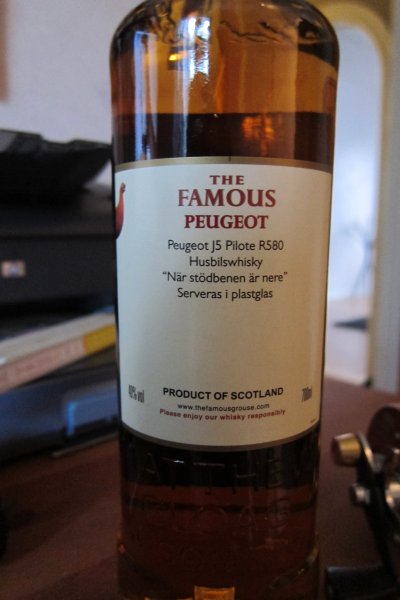 THE
FAMOUS
PEUGEOT
Peugeot J5 Pilote R580
Husbilswhisky
"När stödbenen är nere"
Serveras i plastglas
40% vol
PRODUCT OF SCOTLAND
700ml
www.thefamousgrouse.com
Please enjoy our whisky responsibly